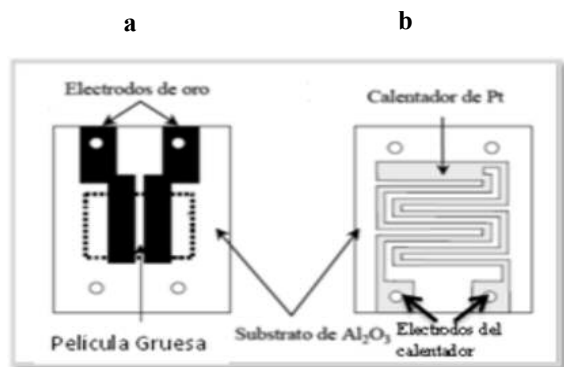 a
b
Electrodos de oro
Calentador de Pt
Película Gruesa
Substrato de Al₂O₃
Electrodos del
calentador